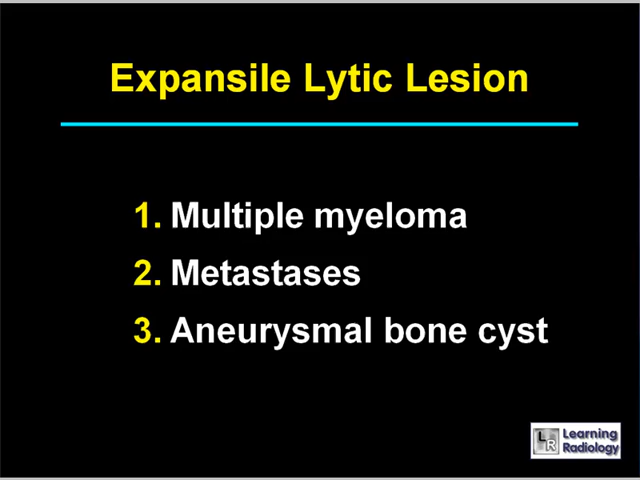 Expansile Lytic Lesion
1. Multiple myeloma
2. Metastases
3. Aneurysmal bone cyst
LR Learning
Radiology